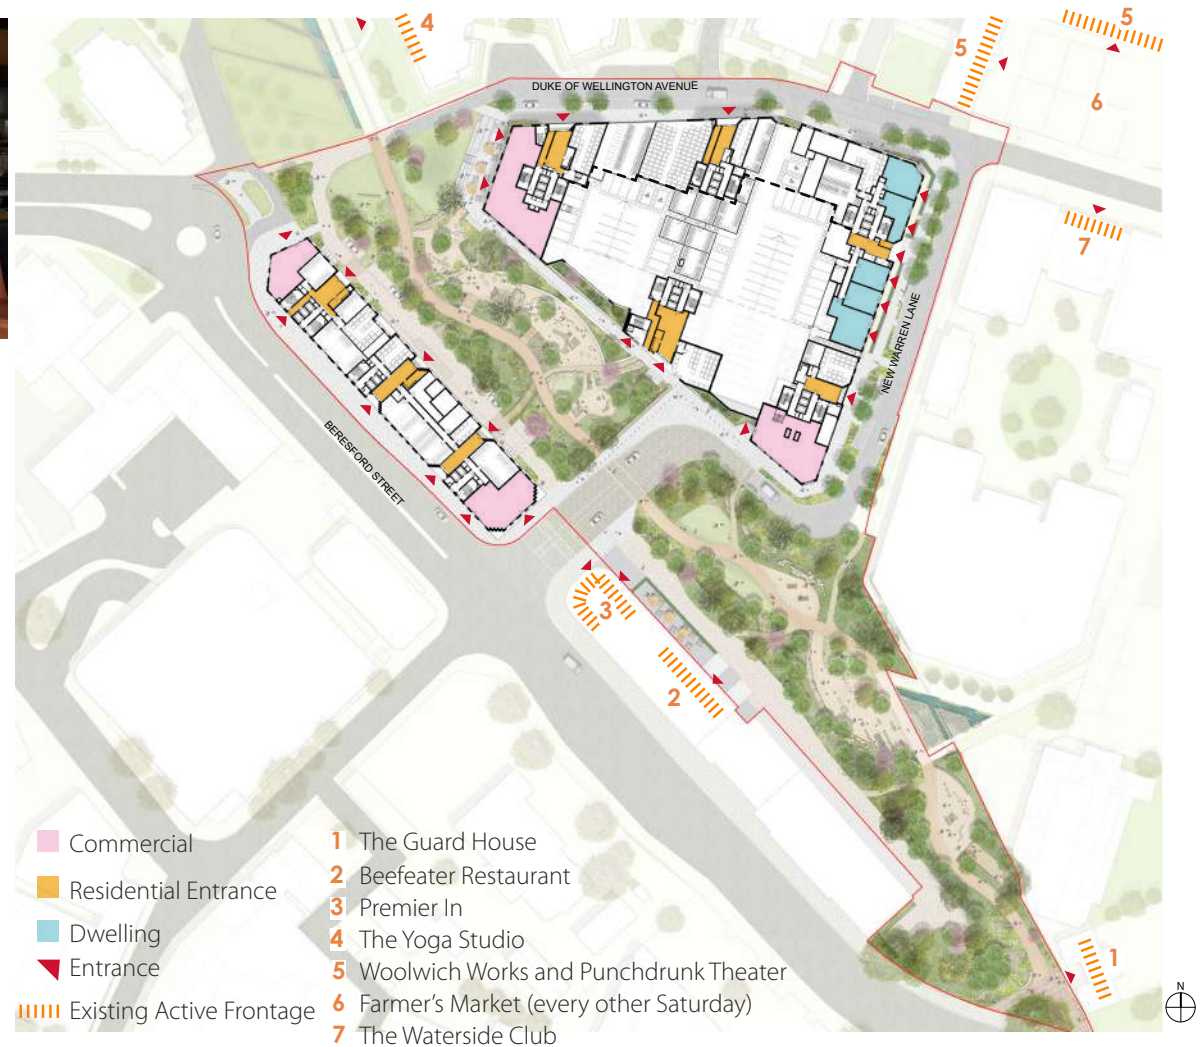 4
5
5
6
DUKE OF WELLINGTON AVENUE
7
NEW WARREN LANE
BERESFORD STREET
3
2
1
N
Commercial
Residential Entrance
Dwelling
Entrance
Existing Active Frontage
1 The Guard House
2 Beefeater Restaurant
3 Premier In
4 The Yoga Studio
5 Woolwich Works and Punchdrunk Theater
6 Farmer's Market (every other Saturday)
7 The Waterside Club